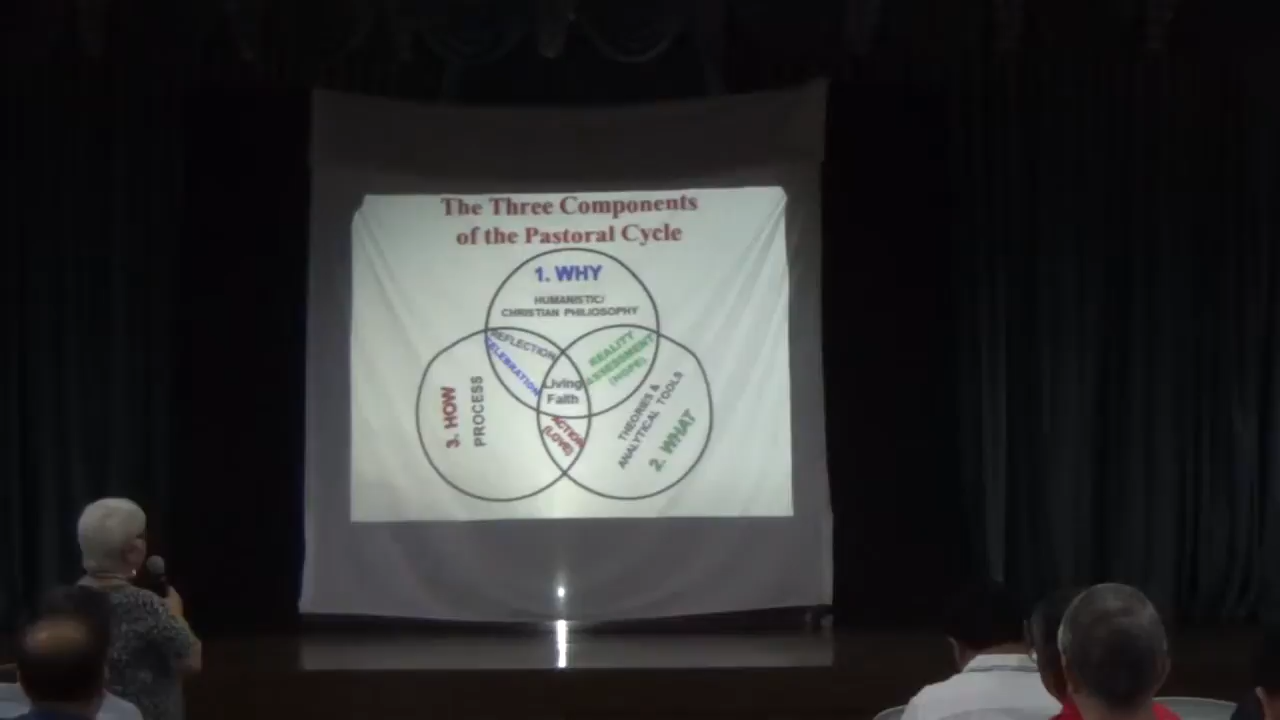 The Three Components
of the Pastoral Cycle
1. WHY
HUMANISTIC/
CHRISTIAN PHILIOSOPHY
REFLECTION
CELEBRATION
REALITY
ASSESSMENT
(HOPE)
Living
Faith
3. HOW
PROCESS
ACTION
(LOVE)
THEORIES &
ANALYTICAL TOOLS
2. WHAT